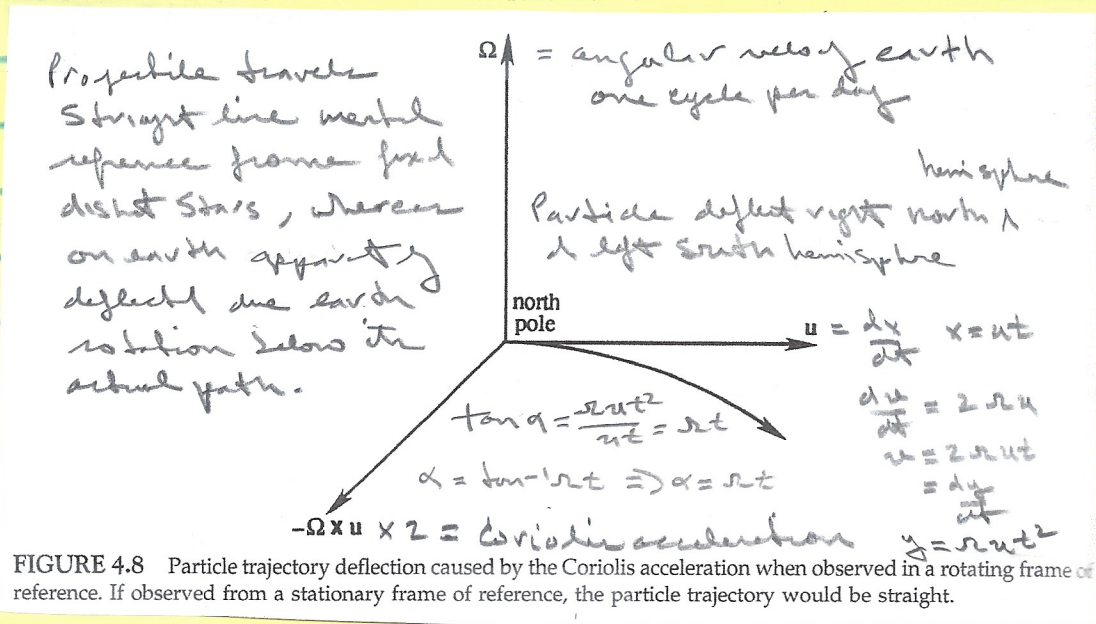 Projectile travels
straight line inertial
reference frame fixed
distant stars, whereas
on earth apparently
deflected due earth
rotation below its
actual path.
Ω = angular velocity earth
one cycle per day
hemisphere
Particle deflect right north
& left south hemisphere
north
pole
u = dx/dt x = ut
dv/dt = 2Ωu
v = 2Ωut
= dy/dt
y = Ωut²
tan α = Ωut²/ut = Ωt
α = tan⁻¹Ωt => α = Ωt
-Ω x u x 2 = Coriolis acceleration
FIGURE 4.8 Particle trajectory deflection caused by the Coriolis acceleration when observed in a rotating frame of
reference. If observed from a stationary frame of reference, the particle trajectory would be straight.